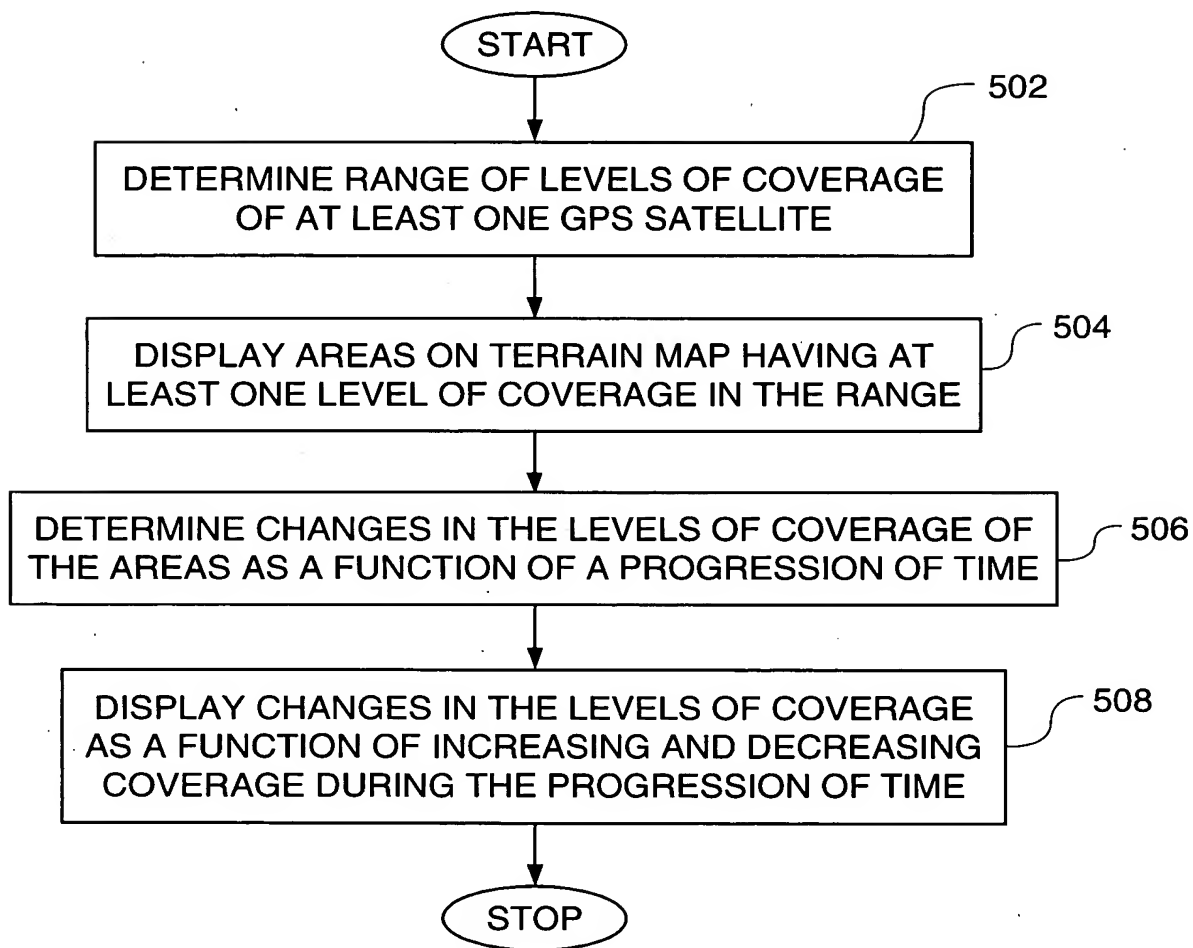 START
502
DETERMINE RANGE OF LEVELS OF COVERAGE
OF AT LEAST ONE GPS SATELLITE
504
DISPLAY AREAS ON TERRAIN MAP HAVING AT
LEAST ONE LEVEL OF COVERAGE IN THE RANGE
506
DETERMINE CHANGES IN THE LEVELS OF COVERAGE OF
THE AREAS AS A FUNCTION OF A PROGRESSION OF TIME
508
DISPLAY CHANGES IN THE LEVELS OF COVERAGE
AS A FUNCTION OF INCREASING AND DECREASING
COVERAGE DURING THE PROGRESSION OF TIME
STOP